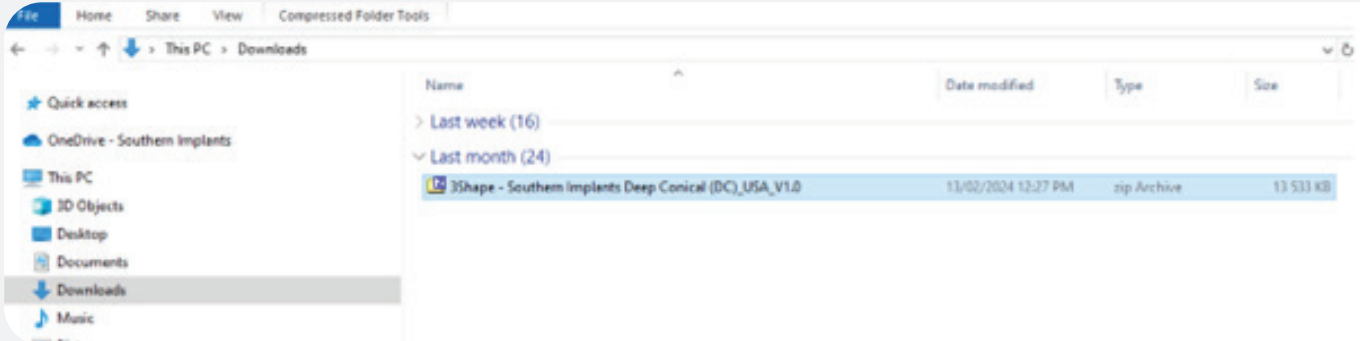 File Home Share View Compressed Folder Tools
This PC > Downloads
Name Date modified Type Size
Quick access
Last week (16)
OneDrive - Southern Implants
Last month (24)
This PC
3Shape - Southern Implants Deep Conical (DC)_USA_V1.0 13/02/2024 12:27 PM zip Archive 13 533 KB
3D Objects
Desktop
Documents
Downloads
Music